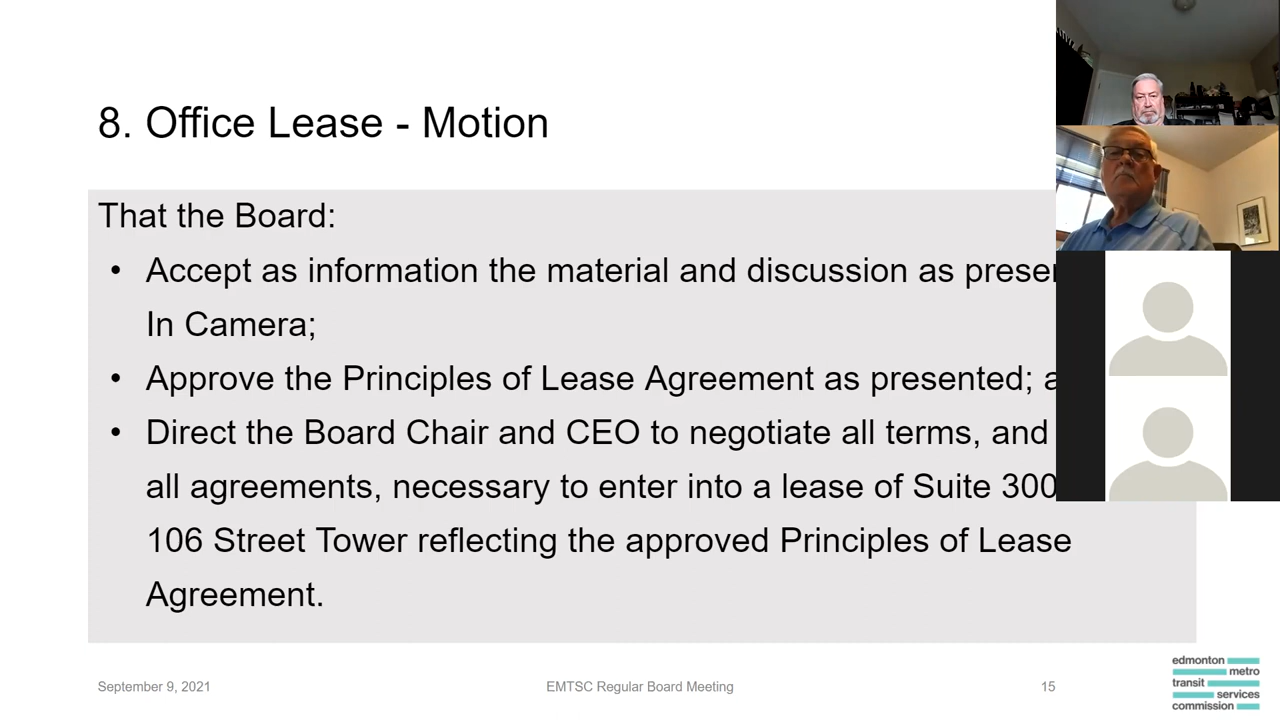 8. Office Lease - Motion
That the Board:
• Accept as information the material and discussion as
In Camera;
• Approve the Principles of Lease Agreement as presented;
• Direct the Board Chair and CEO to negotiate all terms, and
all agreements, necessary to enter into a lease of Suite 300
106 Street Tower reflecting the approved Principles of Lease
Agreement.
September 9, 2021
EMTSC Regular Board Meeting
15
edmonton
metro
transit
services
commission